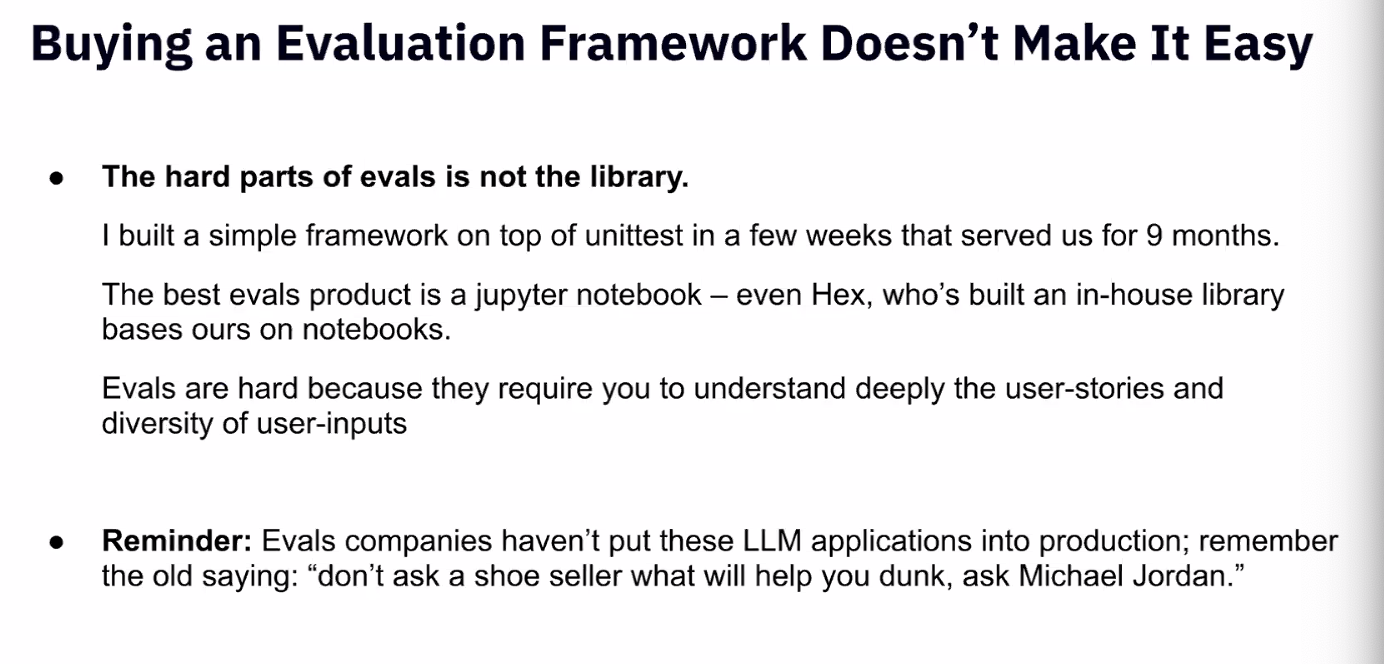 Buying an Evaluation Framework Doesn’t Make It Easy
● The hard parts of evals is not the library.
I built a simple framework on top of unittest in a few weeks that served us for 9 months.
The best evals product is a jupyter notebook – even Hex, who’s built an in-house library
bases ours on notebooks.
Evals are hard because they require you to understand deeply the user-stories and
diversity of user-inputs
● Reminder: Evals companies haven’t put these LLM applications into production; remember
the old saying: “don’t ask a shoe seller what will help you dunk, ask Michael Jordan.”